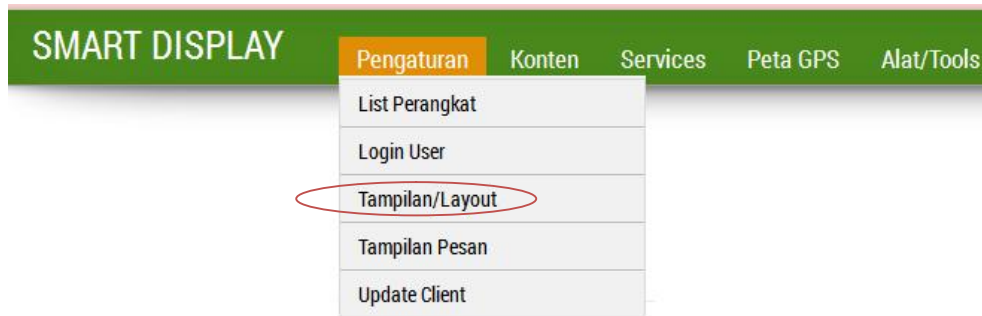 SMART DISPLAY
Pengaturan Konten Services Peta GPS Alat/Tools
List Perangkat
Login User
Tampilan/Layout
Tampilan Pesan
Update Client